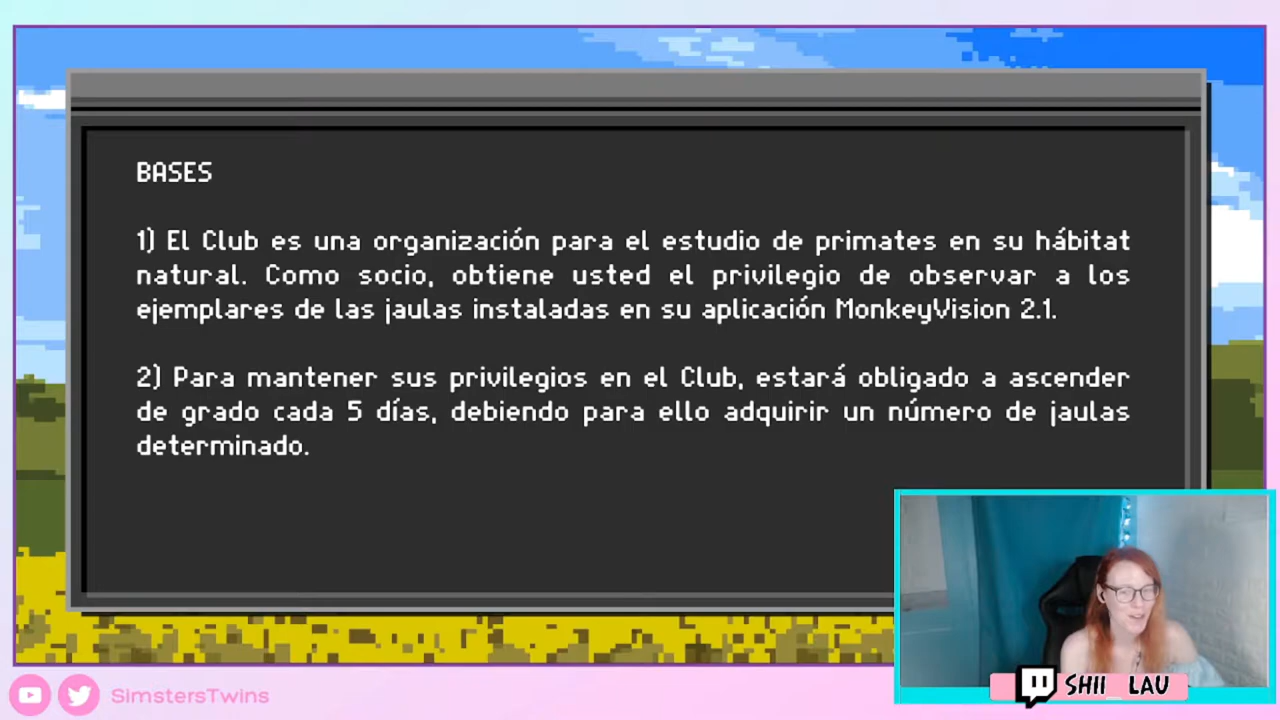 BASES
1) El Club es una organización para el estudio de primates en su hábitat
natural. Como socio, obtiene usted el privilegio de observar a los
ejemplares de las jaulas instaladas en su aplicación MonkeyVision 2.1.
2) Para mantener sus privilegios en el Club, estará obligado a ascender
de grado cada 5 días, debiendo para ello adquirir un número de jaulas
determinado.
SHII_LAU
SimstersTwins